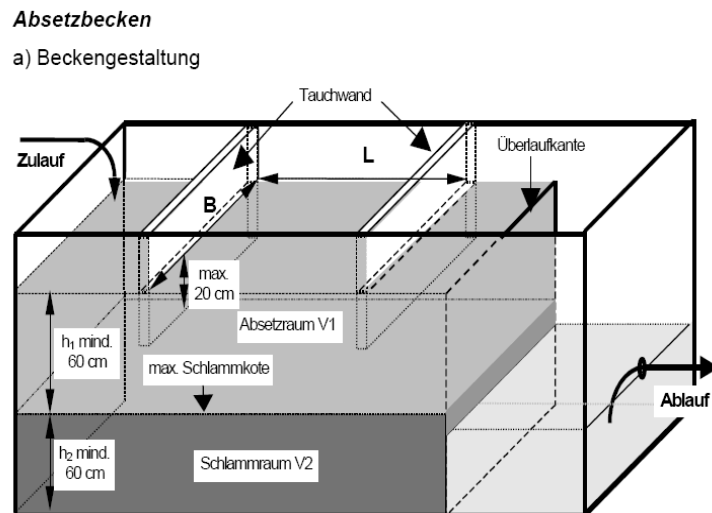 Absetzbecken
a) Beckengestaltung
Tauchwand
Zulauf
L
Überlaufkante
B
max.
20 cm
Absetzraum V1
h₁ mind.
60 cm
max. Schlammkote
Ablauf
h₂ mind.
60 cm
Schlammraum V2